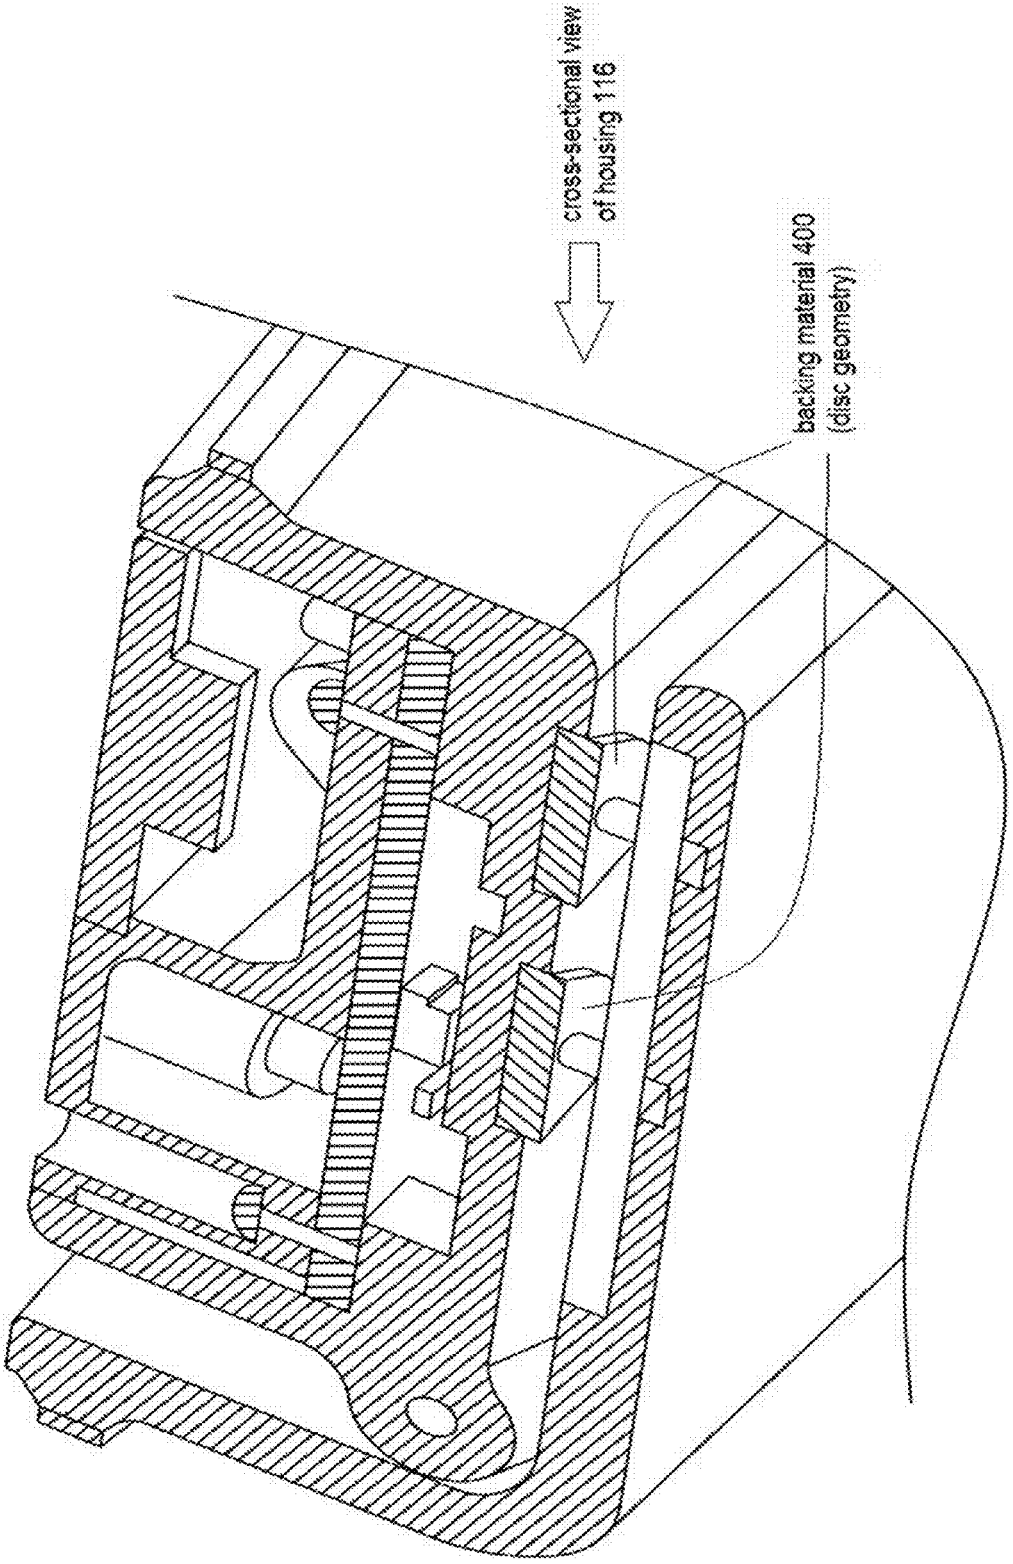 cross-sectional view
of housing 116
backing material 400
(disc geometry)